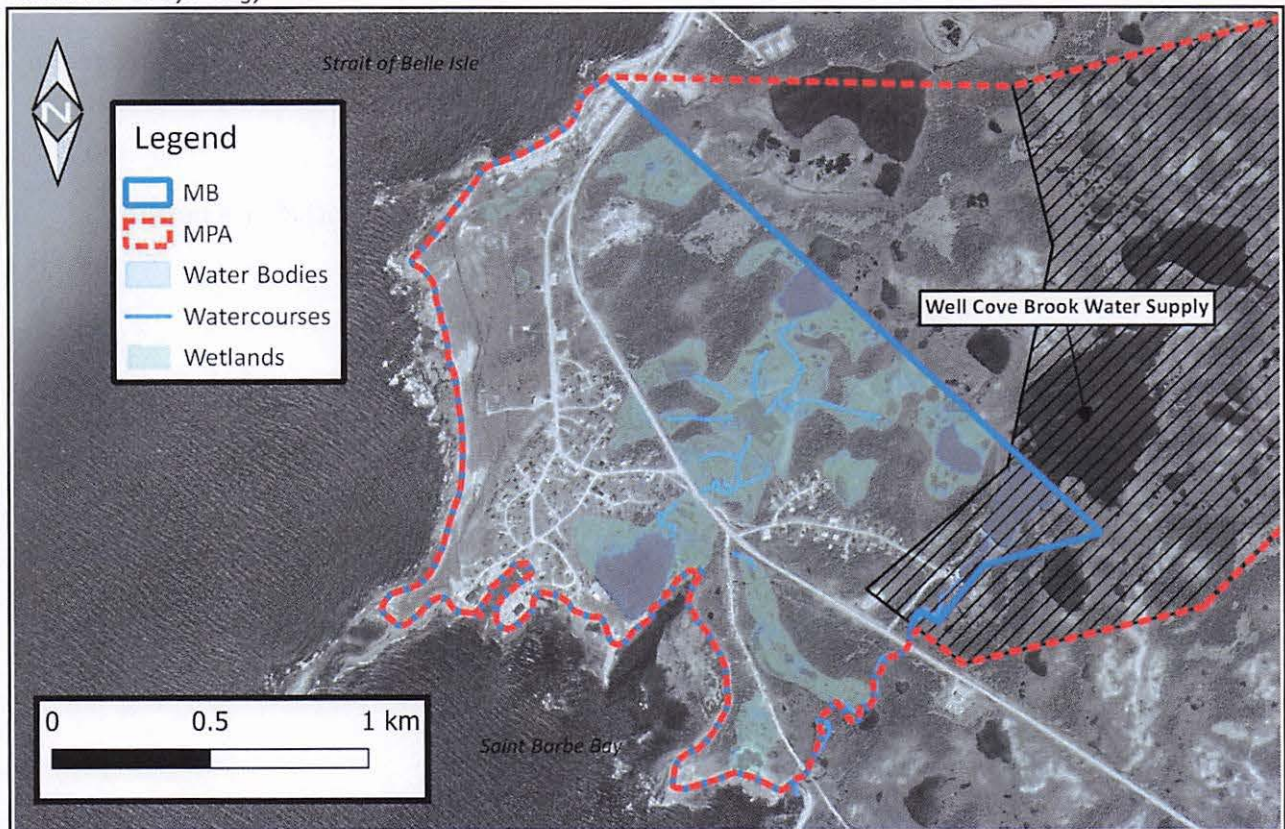 Strait of Belle Isle
N
Legend
MB
MPA
Water Bodies
Watercourses
Wetlands
Well Cove Brook Water Supply
0 0.5 1 km
Saint Barbe Bay